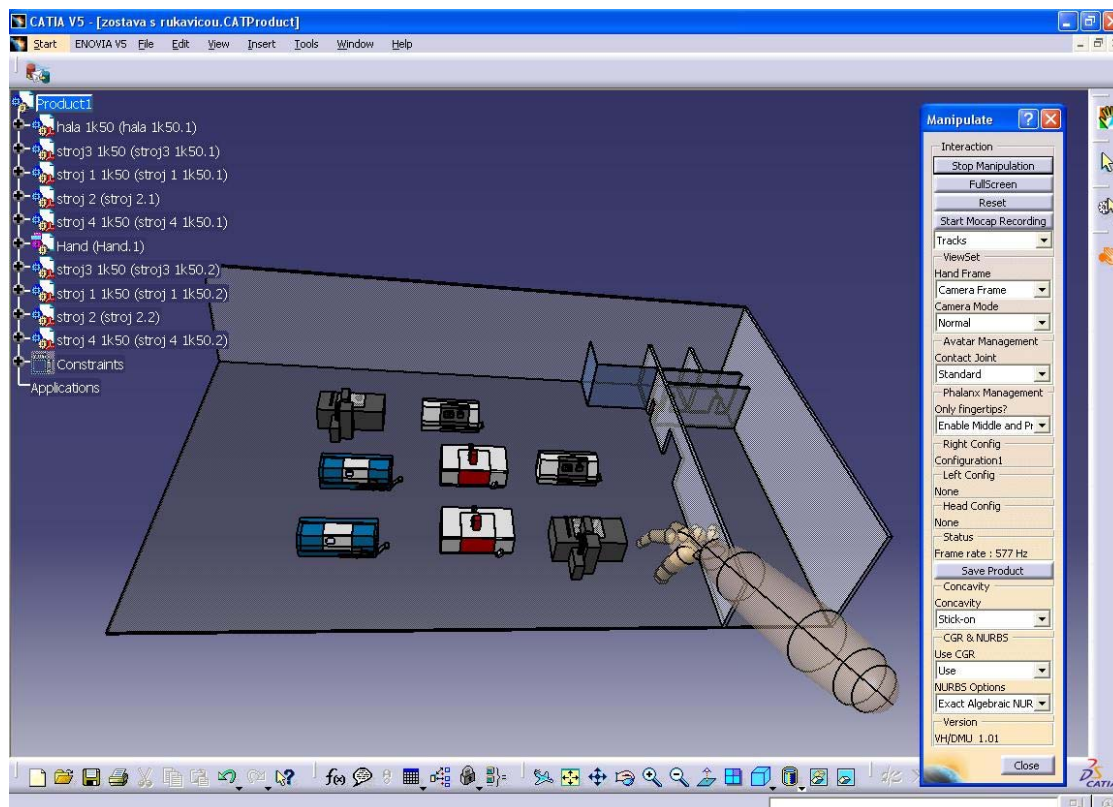 CATIA V5 - [zostava s rukavicou.CATProduct]
Start ENOVIA V5 File Edit View Insert Tools Window Help
Product1
hala 1k50 (hala 1k50.1)
stroj3 1k50 (stroj3 1k50.1)
stroj 1 1k50 (stroj 1 1k50.1)
stroj 2 (stroj 2.1)
stroj 4 1k50 (stroj 4 1k50.1)
Hand (Hand.1)
stroj3 1k50 (stroj3 1k50.2)
stroj 1 1k50 (stroj 1 1k50.2)
stroj 2 (stroj 2.2)
stroj 4 1k50 (stroj 4 1k50.2)
Constraints
Applications
Manipulate
Interaction
Stop Manipulation
FullScreen
Reset
Start Mocap Recording
Tracks
ViewSet
Hand Frame
Camera Frame
Camera Mode
Normal
Avatar Management
Contact Joint
Standard
Phalanx Management
Only fingertips?
Enable Middle and Pr
Right Config
Configuration1
Left Config
None
Head Config
None
Status
Frame rate : 577 Hz
Save Product
Concavity
Concavity
Stick-on
CGR & NURBS
Use CGR
Use
NURBS Options
Exact Algebraic NUR
Version
VH/DMU 1.01
Close
f(x)
CATIA